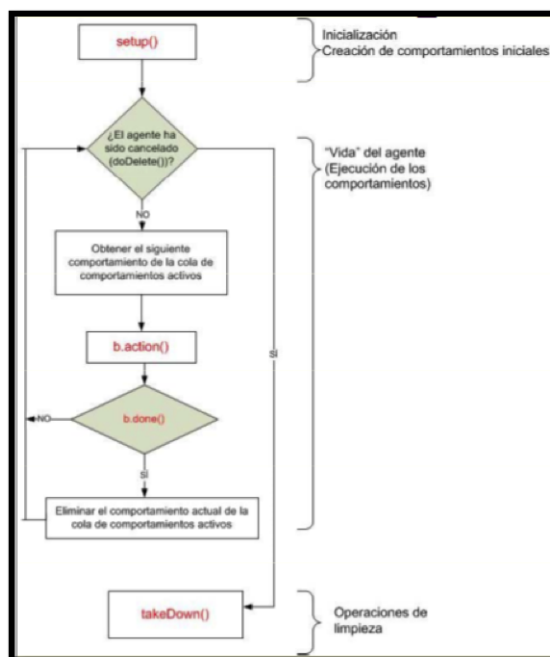 setup()
Inicialización
Creación de comportamientos iniciales
¿El agente ha
sido cancelado
(doDelete())?
"Vida" del agente
(Ejecución de los
comportamientos)
NO
Obtener el siguiente
comportamiento de la cola de
comportamientos activos
b.action()
SÍ
b.done()
NO
SÍ
Eliminar el comportamiento actual de la
cola de comportamientos activos
takeDown()
Operaciones de
limpieza